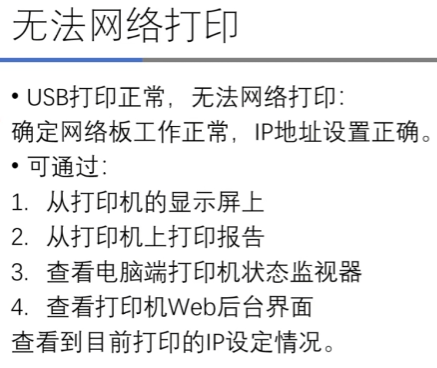 无法网络打印
• USB打印正常，无法网络打印：
确定网络板工作正常，IP地址设置正确。
• 可通过：
1. 从打印机的显示屏上
2. 从打印机上打印报告
3. 查看电脑端打印机状态监视器
4. 查看打印机Web后台界面
查看到目前打印的IP设定情况。